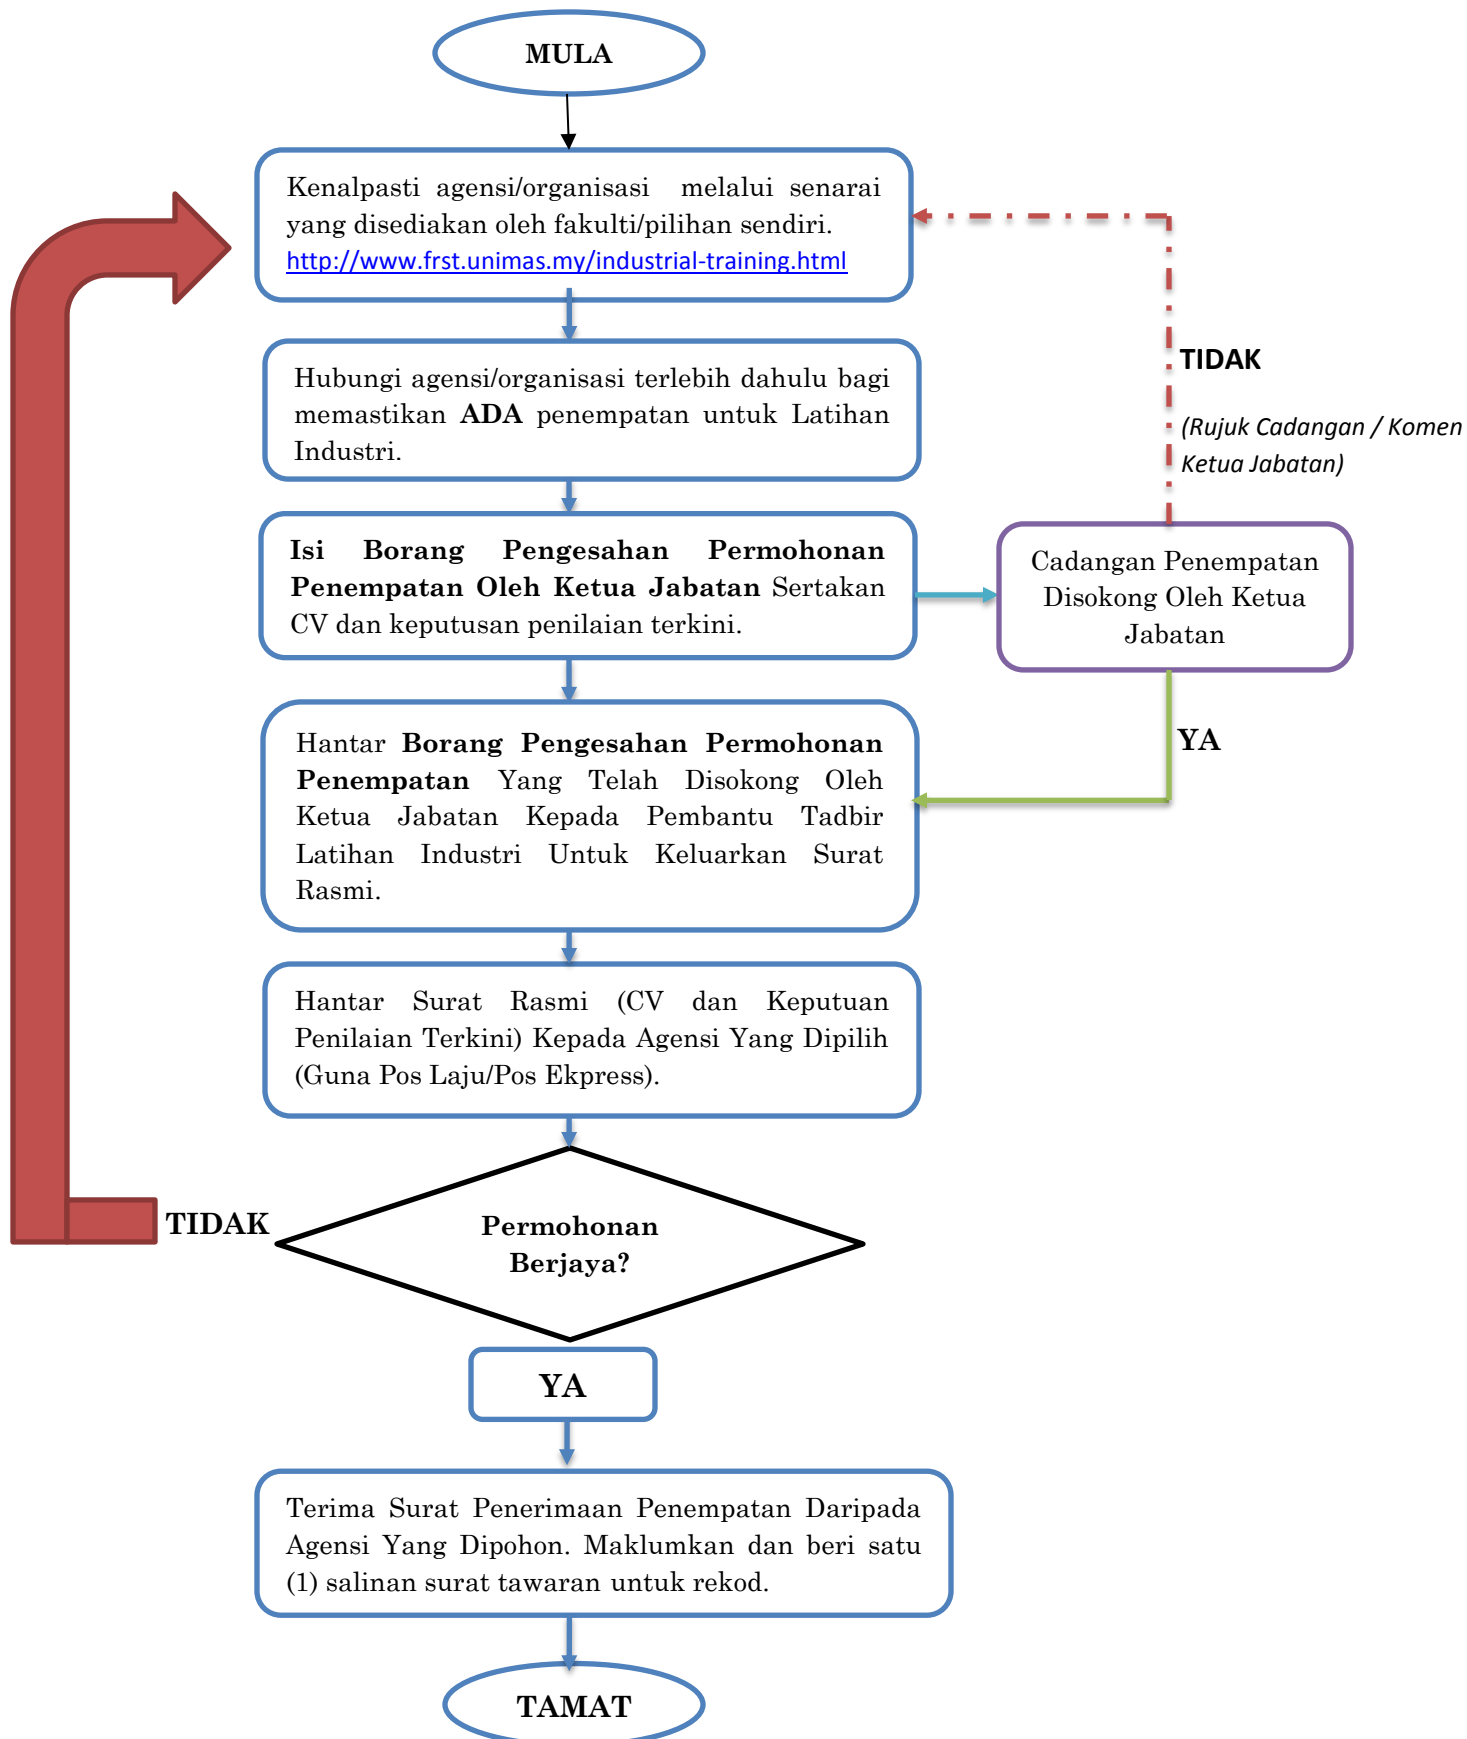 MULA
Kenalpasti agensi/organisasi melalui senarai
yang disediakan oleh fakulti/pilihan sendiri.
http://www.frst.unimas.my/industrial-training.html
Hubungi agensi/organisasi terlebih dahulu bagi
memastikan ADA penempatan untuk Latihan
Industri.
TIDAK
(Rujuk Cadangan / Komen
Ketua Jabatan)
Isi Borang Pengesahan Permohonan
Penempatan Oleh Ketua Jabatan Sertakan
CV dan keputusan penilaian terkini.
Cadangan Penempatan
Disokong Oleh Ketua
Jabatan
YA
Hantar Borang Pengesahan Permohonan
Penempatan Yang Telah Disokong Oleh
Ketua Jabatan Kepada Pembantu Tadbir
Latihan Industri Untuk Keluarkan Surat
Rasmi.
Hantar Surat Rasmi (CV dan Keputuan
Penilaian Terkini) Kepada Agensi Yang Dipilih
(Guna Pos Laju/Pos Ekpress).
TIDAK
Permohonan
Berjaya?
YA
Terima Surat Penerimaan Penempatan Daripada
Agensi Yang Dipohon. Maklumkan dan beri satu
(1) salinan surat tawaran untuk rekod.
TAMAT